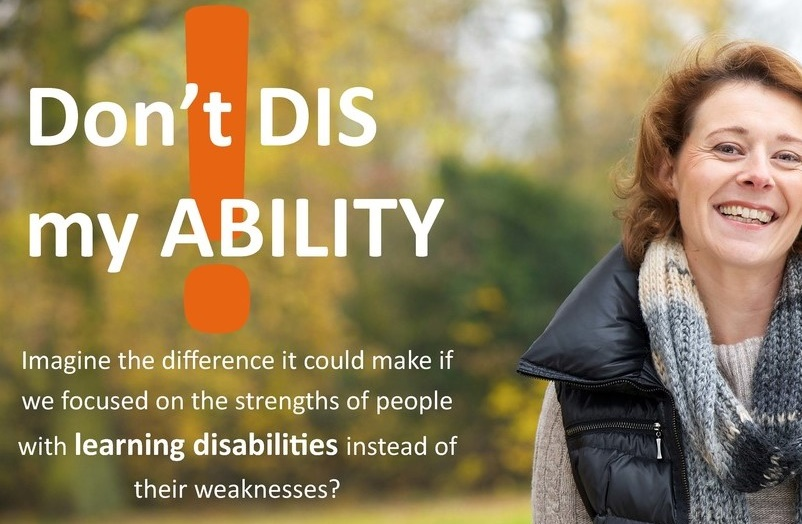 Don't DIS
my ABILITY
Imagine the difference it could make if
we focused on the strengths of people
with learning disabilities instead of
their weaknesses?